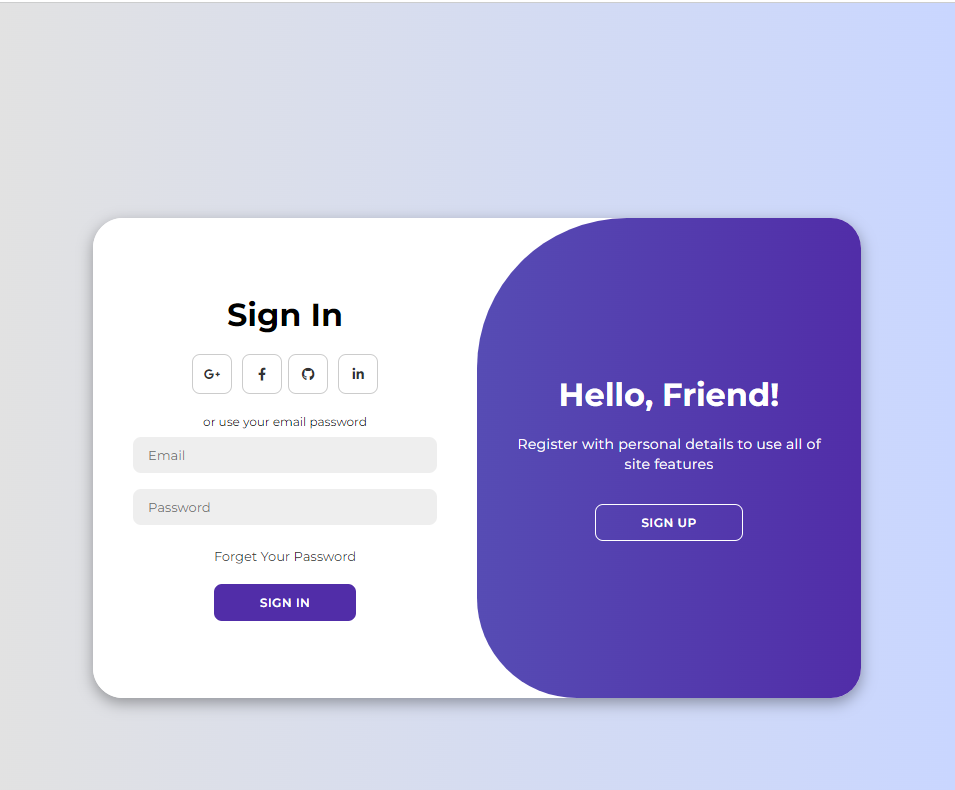 Sign In
G+ f in
or use your email password
Email
Password
Forget Your Password
SIGN IN
Hello, Friend!
Register with personal details to use all of
site features
SIGN UP